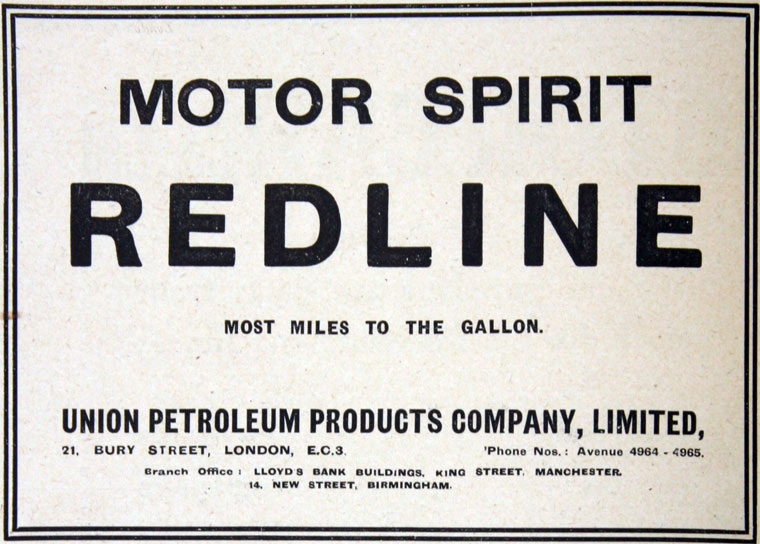 MOTOR SPIRIT
REDLINE
MOST MILES TO THE GALLON.
UNION PETROLEUM PRODUCTS COMPANY, LIMITED,
21, BURY STREET, LONDON, E.C.3. 'Phone Nos.: Avenue 4964 - 4965.
Branch Office: LLOYD'S BANK BUILDINGS, KING STREET, MANCHESTER.
14, NEW STREET, BIRMINGHAM.